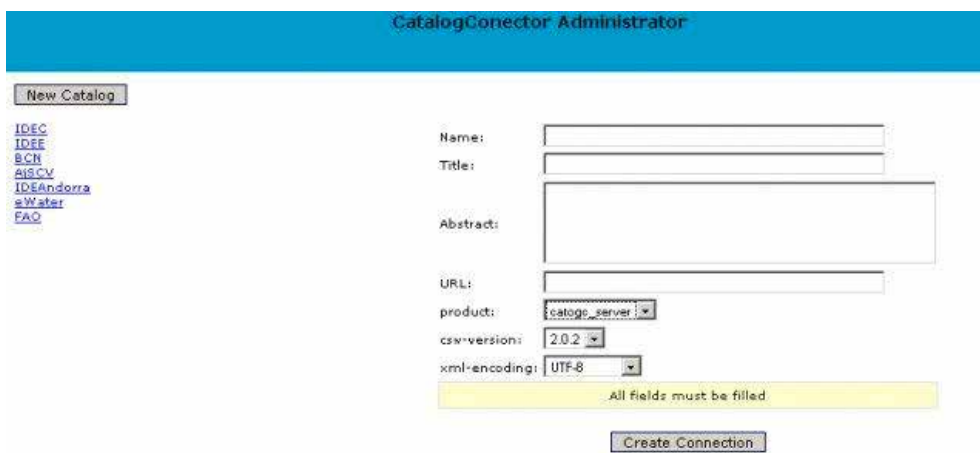 CatalogConector Administrator
New Catalog
IDEC
IDEE
BCN
AjSCV
IDEAndorra
eWater
FAO
Name:
Title:
Abstract:
URL:
product: catogc_server
csw-version: 2.0.2
xml-encoding: UTF-8
All fields must be filled
Create Connection